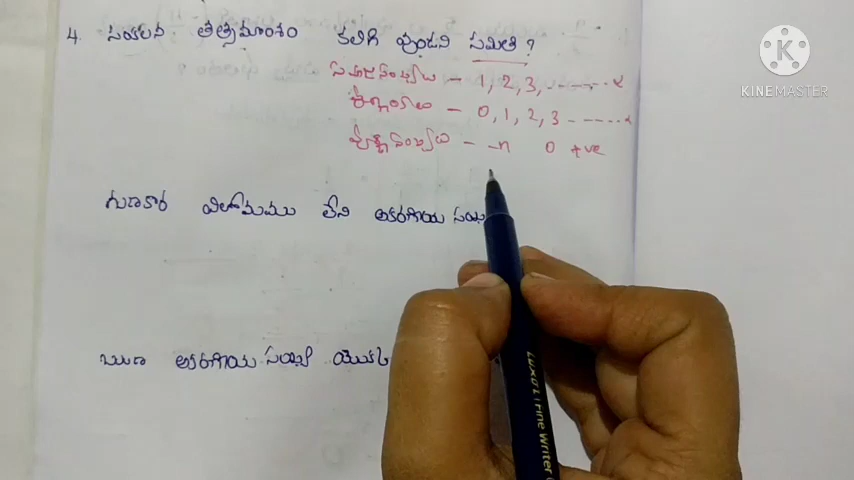 4. సంకలన తత్సమాంశం కలిగి వుండని సమితి ?
సహజసంఖ్యలు - 1, 2, 3, ------- α
పూర్ణాంకాలు - 0, 1, 2, 3 ------ α
పూర్ణసంఖ్యలు - -n 0 +ve
గుణకార విలోమము లేని అకరణీయ సంఖ్య
ఋణ అకరణీయ సంఖ్య యొక్క
KINEMASTER